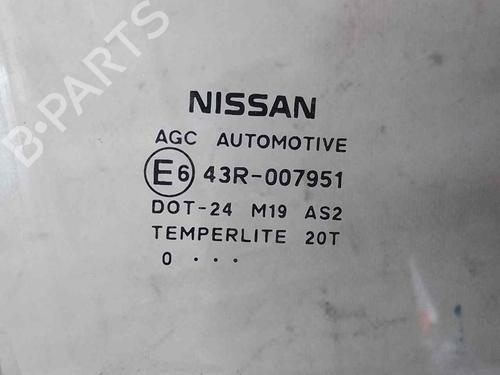 B-PARTS
NISSAN
AGC AUTOMOTIVE
E6 43R-007951
DOT-24 M19 AS2
TEMPERLITE 20T
0 ...